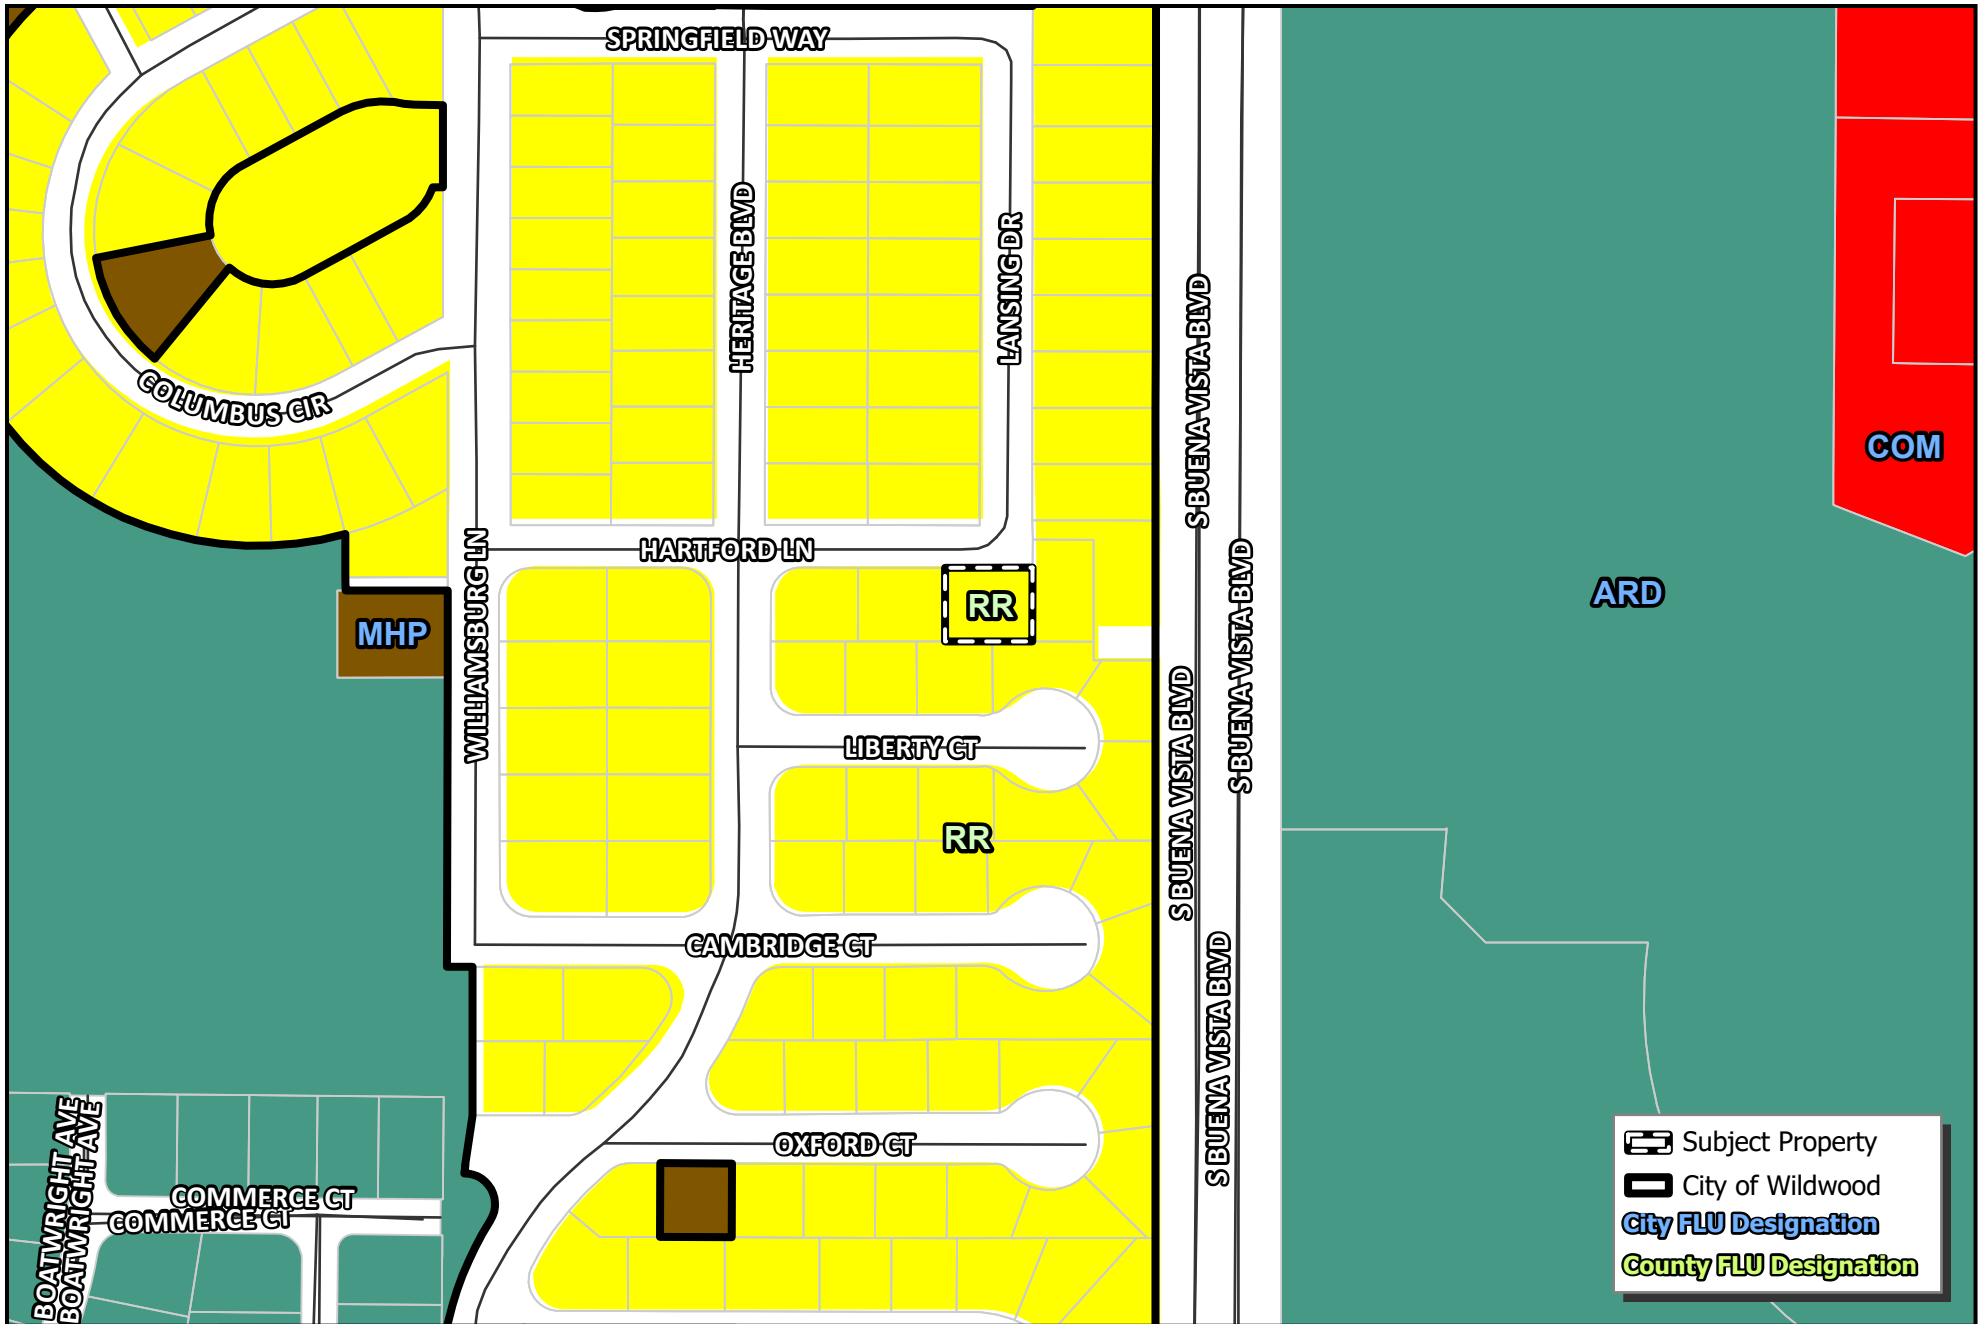 SPRINGFIELD WAY
HERITAGE BLVD
LANSING DR
S BUENA VISTA BLVD
COLUMBUS CIR
COM
HARTFORD LN
WILLIAMSBURG LN
RR
MHP
ARD
S BUENA VISTA BLVD
S BUENA VISTA BLVD
LIBERTY CT
RR
CAMBRIDGE CT
S BUENA VISTA BLVD
OXFORD CT
BOATWRIGHT AVE
BOATWRIGHT AVE
COMMERCE CT
COMMERCE CT
Subject Property
City of Wildwood
City FLU Designation
County FLU Designation